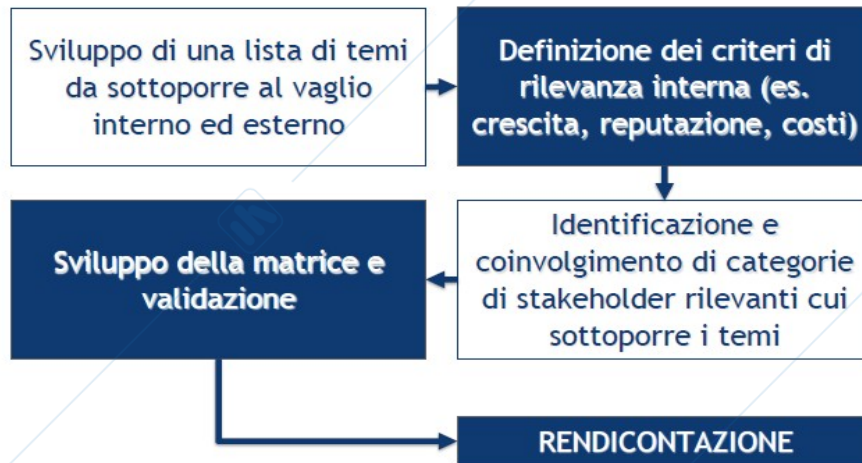 Sviluppo di una lista di temi
da sottoporre al vaglio
interno ed esterno
Definizione dei criteri di
rilevanza interna (es.
crescita, reputazione, costi)
Identificazione e
coinvolgimento di categorie
di stakeholder rilevanti cui
sottoporre i temi
Sviluppo della matrice e
validazione
RENDICONTAZIONE